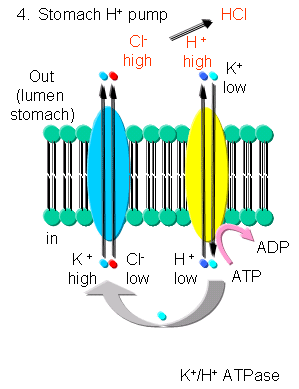 4. Stomach H⁺ pump HCl
Cl⁻ high
H⁺ high
K⁺ low
Out (lumen stomach)
in
K⁺ high
Cl⁻ low
H⁺ low
ADP
ATP
K⁺/H⁺ ATPase